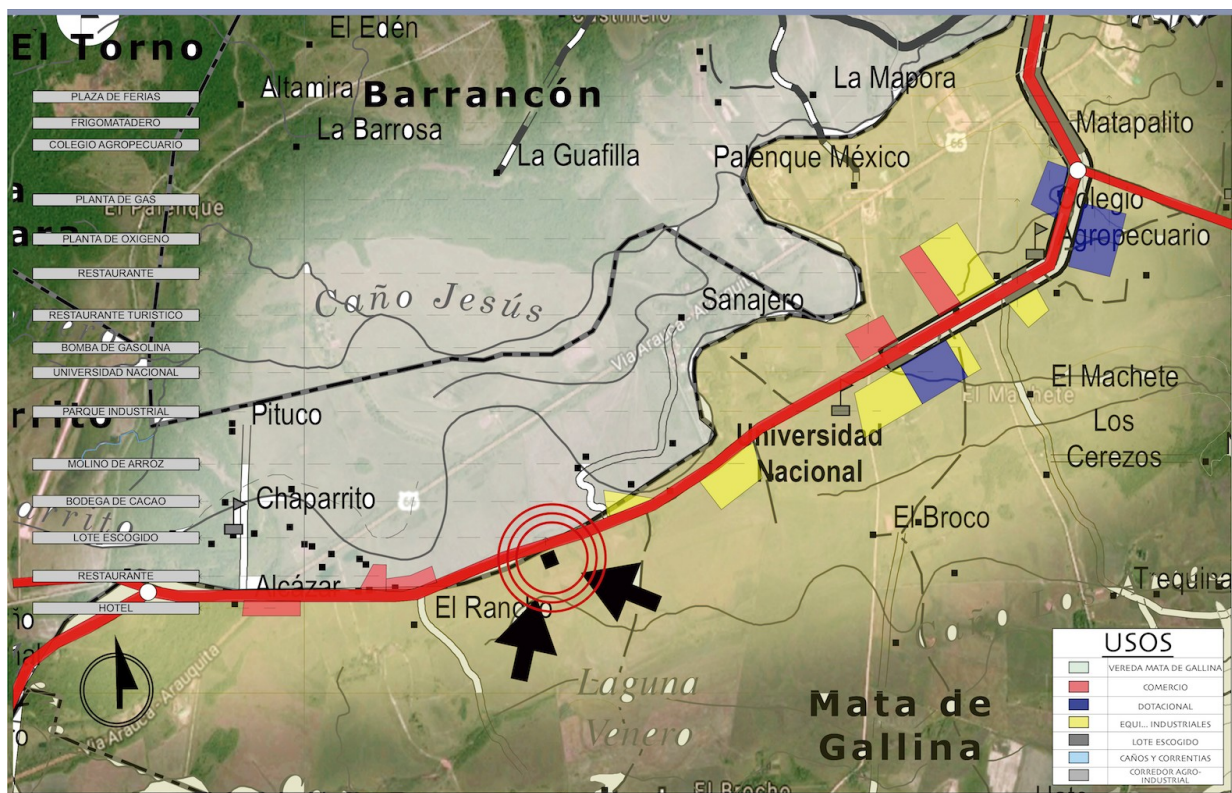 Castillero
El Torno
El Edén
Altamira
Barrancón
La Barrosa
La Guafilla
La Mapora
Matapalito
Palenque México
66
PLAZA DE FERIAS
FRIGOMATADERO
COLEGIO AGROPECUARIO
PLANTA DE GAS
El Palenque
PLANTA DE OXIGENO
RESTAURANTE
RESTAURANTE TURISTICO
BOMBA DE GASOLINA
UNIVERSIDAD NACIONAL
PARQUE INDUSTRIAL
MOLINO DE ARROZ
BODEGA DE CACAO
LOTE ESCOGIDO
RESTAURANTE
HOTEL
Colegio
Agropecuario
Caño Jesús
Sanajero
Via Arauca - Arauquita
El Machete
El Machete
Los
Cerezos
Pituco
Universidad
Nacional
Chaparrito
66
El Broco
Alcázar
El Rancho
Trequina
Laguna
Venero
Mata de
Gallina
Via Arauca - Arauquita
USOS
VEREDA MATA DE GALLINA
COMERCIO
DOTACIONAL
EQUI... INDUSTRIALES
LOTE ESCOGIDO
CAÑOS Y CORRENTIAS
CORREDOR AGRO-
INDUSTRIAL